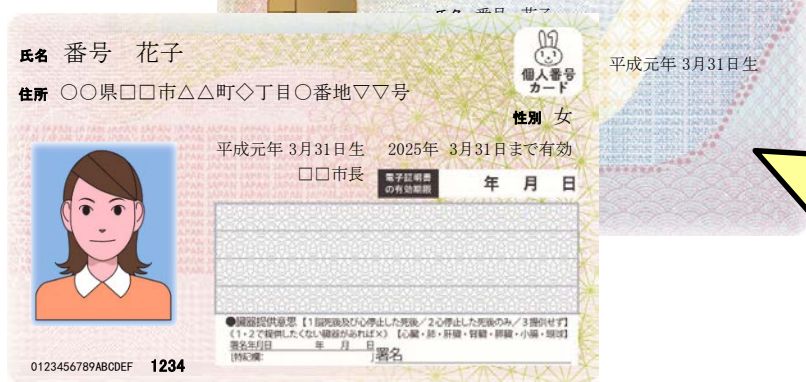 氏名 番号 花子
氏名 番号 花子
個人番号
カード
平成元年 3月31日生
住所 ○○県□□市△△町◇丁目○番地▽▽号
性別 女
平成元年 3月31日生 2025年 3月31日まで有効
□□市長
電子証明書
の有効期限
年 月 日
●臓器提供意思【1 脳死後及び心停止した死後／2 心停止した死後のみ／3 提供せず】
（1・2で提供したくない臓器があれば×）【心臓・肺・肝臓・腎臓・膵臓・小腸・眼球】
署名年月日 年 月 日
[特記欄: ] 署名
0123456789ABCDEF 1234